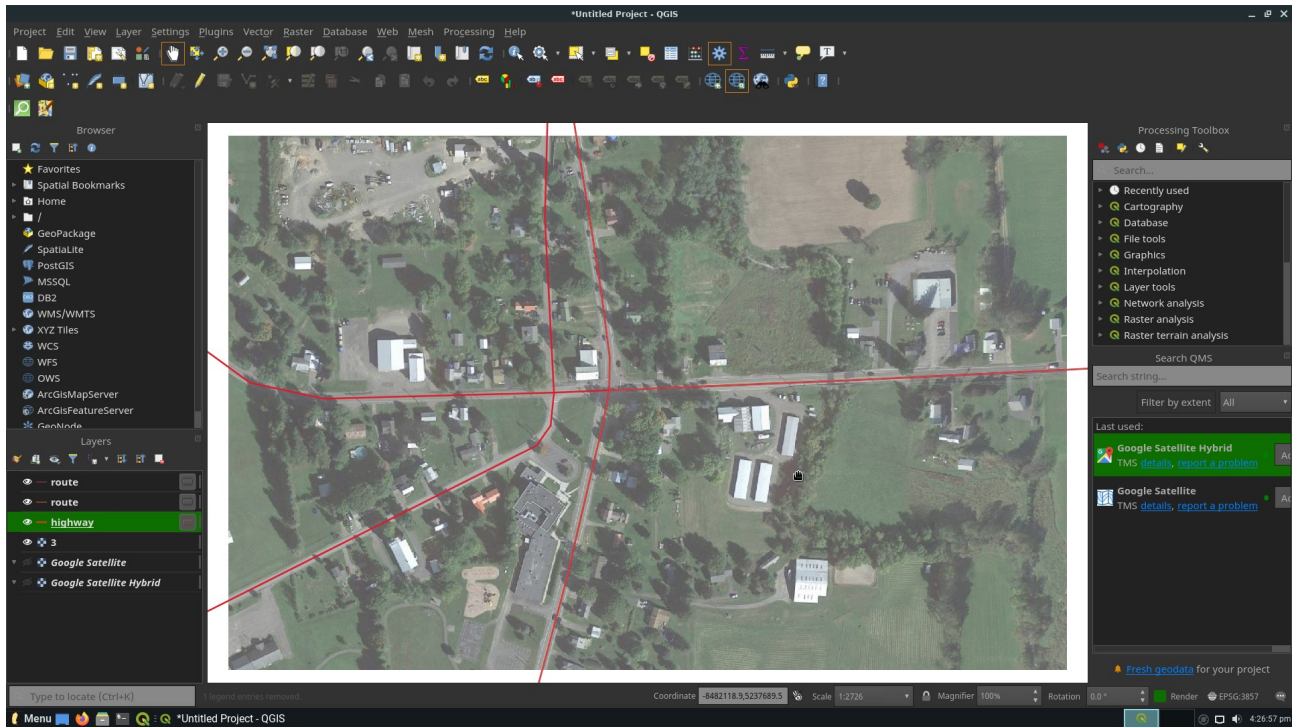 *Untitled Project - QGIS
Project Edit View Layer Settings Plugins Vector Raster Database Web Mesh Processing Help
Browser
Favorites
Spatial Bookmarks
Home
/
GeoPackage
SpatiaLite
PostGIS
MSSQL
DB2
WMS/WMTS
XYZ Tiles
WCS
WFS
OWS
ArcGisMapServer
ArcGisFeatureServer
GeoNode
Layers
route
route
highway
3
Google Satellite
Google Satellite Hybrid
Processing Toolbox
Search...
Recently used
Cartography
Database
File tools
Graphics
Interpolation
Layer tools
Network analysis
Raster analysis
Raster terrain analysis
Search QMS
Search string...
Filter by extent All
Last used:
Google Satellite Hybrid
TMS details, report a problem
Google Satellite
TMS details, report a problem
Fresh geodata for your project
Type to locate (Ctrl+K) 1 legend entries removed. Coordinate -8482118.9,5237689.5 Scale 1:2726 Magnifier 100% Rotation 0.0 ° Render EPSG:3857
Menu *Untitled Project - QGIS 4:26:57 pm